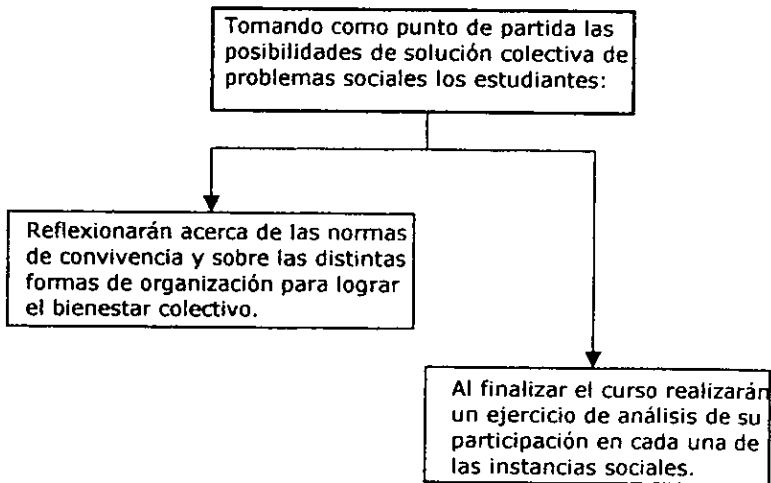 Tomando como punto de partida las
posibilidades de solución colectiva de
problemas sociales los estudiantes:
Reflexionarán acerca de las normas
de convivencia y sobre las distintas
formas de organización para lograr
el bienestar colectivo.
Al finalizar el curso realizarán
un ejercicio de análisis de su
participación en cada una de
las instancias sociales.